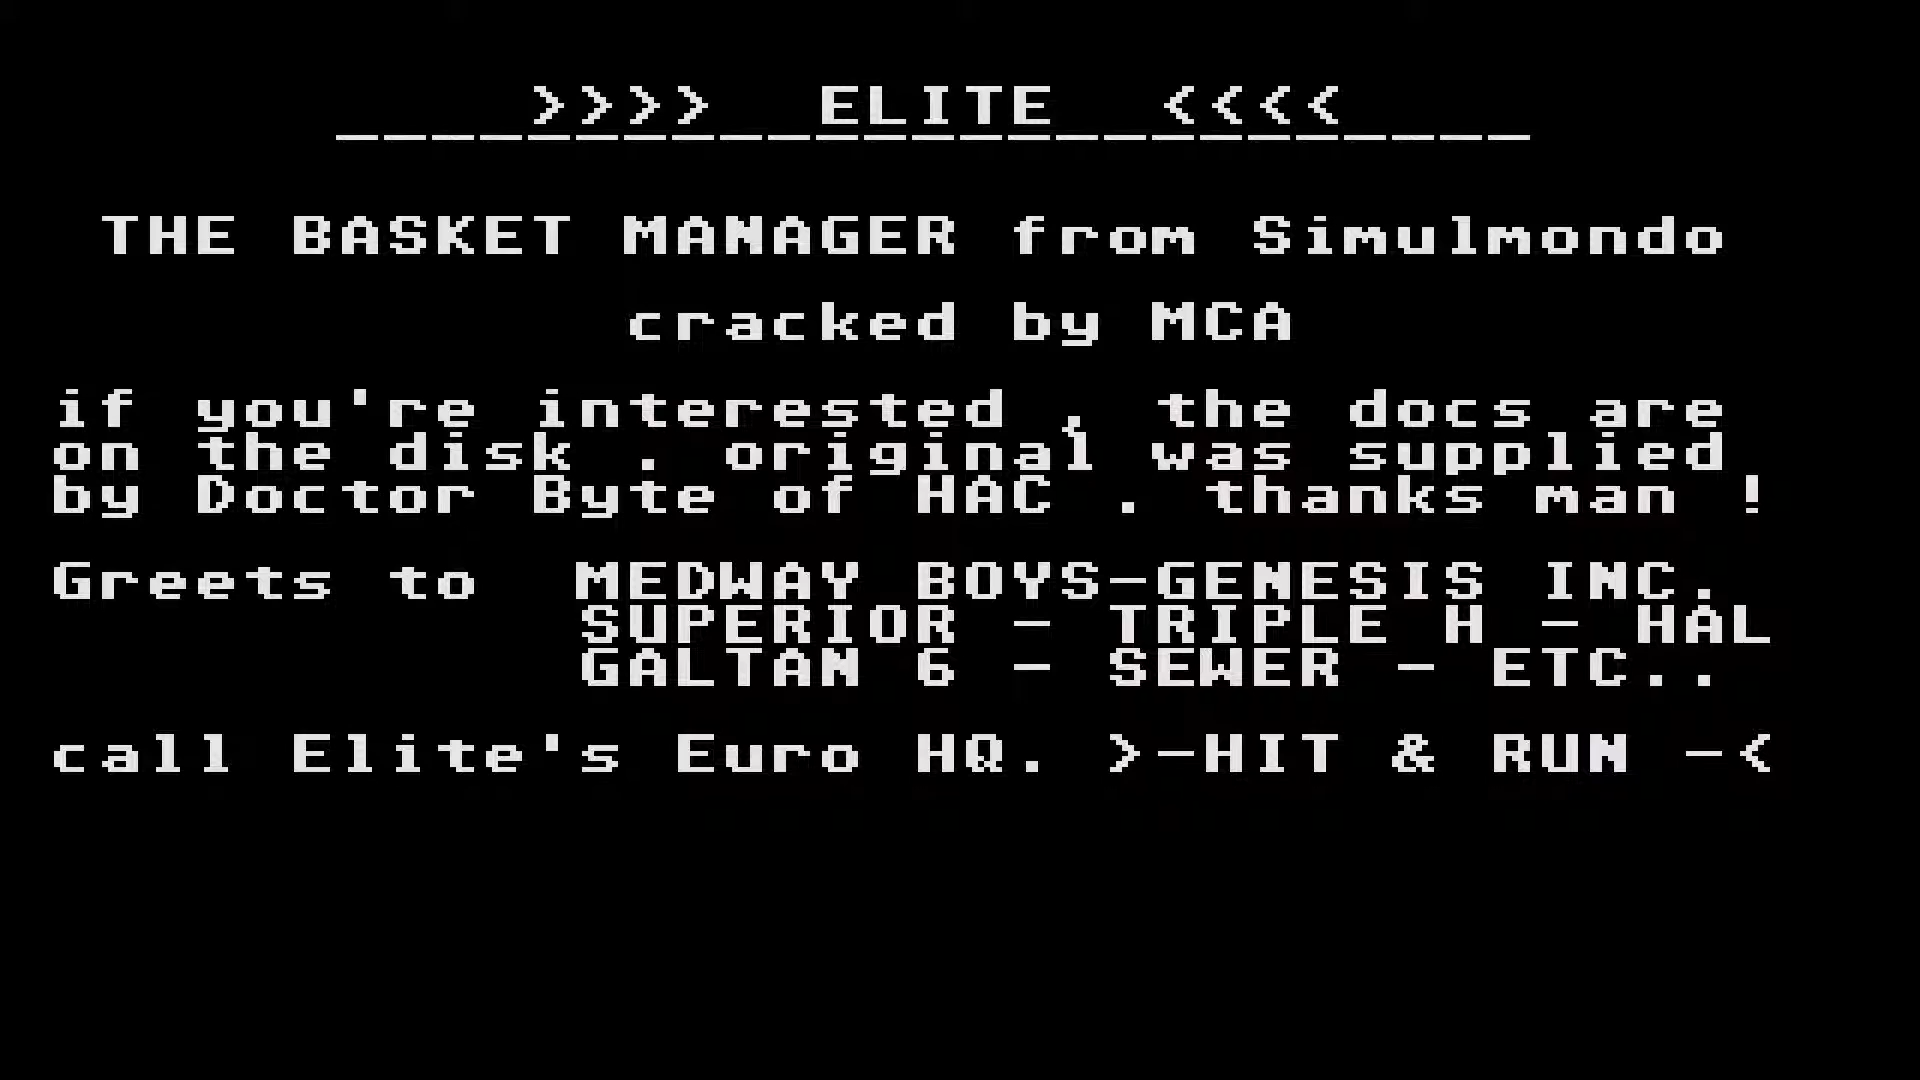 >>>> ELITE <<<<
_________________________
THE BASKET MANAGER from Simulmondo
cracked by MCA
if you're interested , the docs are
on the disk . original was supplied
by Doctor Byte of HAC . thanks man !
Greets to MEDWAY BOYS-GENESIS INC.
SUPERIOR - TRIPLE H - HAL
GALTAN 6 - SEWER - ETC..
call Elite's Euro HQ. >-HIT & RUN -<